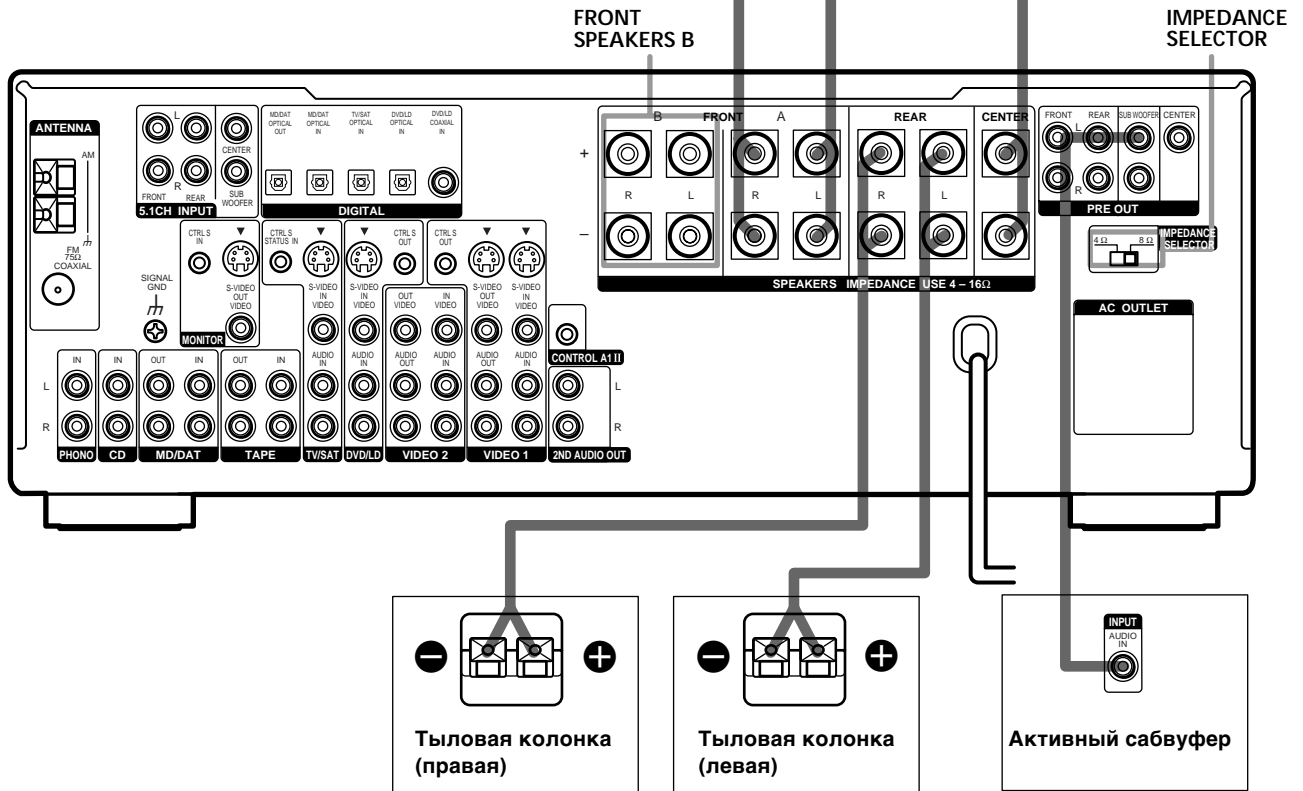 FRONT
SPEAKERS B
IMPEDANCE
SELECTOR
ANTENNA
AM
FM
75Ω
COAXIAL
L
R
CENTER
FRONT
REAR
SUB
WOOFER
5.1CH INPUT
MD/DAT
OPTICAL
OUT
MD/DAT
OPTICAL
IN
TV/SAT
OPTICAL
IN
DVD/LD
OPTICAL
IN
DVD/LD
COAXIAL
IN
DIGITAL
B
FRONT
A
REAR
CENTER
+
R
L
R
L
R
L
–
SPEAKERS IMPEDANCE USE 4 – 16Ω
FRONT
REAR
SUB WOOFER
CENTER
L
R
PRE OUT
4 Ω
8 Ω
IMPEDANCE
SELECTOR
AC OUTLET
SIGNAL
GND
CTRL S
IN
S-VIDEO
OUT
VIDEO
MONITOR
CTRL S
STATUS IN
S-VIDEO
IN
VIDEO
S-VIDEO
IN
VIDEO
CTRL S
OUT
OUT
VIDEO
CTRL S
OUT
IN
VIDEO
S-VIDEO
OUT
VIDEO
S-VIDEO
IN
VIDEO
CONTROL A1 II
IN
IN
OUT
IN
OUT
IN
AUDIO
IN
AUDIO
IN
AUDIO
OUT
AUDIO
IN
AUDIO
OUT
AUDIO
IN
L
L
R
R
PHONO
CD
MD/DAT
TAPE
TV/SAT
DVD/LD
VIDEO 2
VIDEO 1
2ND AUDIO OUT
–
+
Тыловая колонка
(правая)
–
+
Тыловая колонка
(левая)
INPUT
AUDIO
IN
Активный сабвуфер